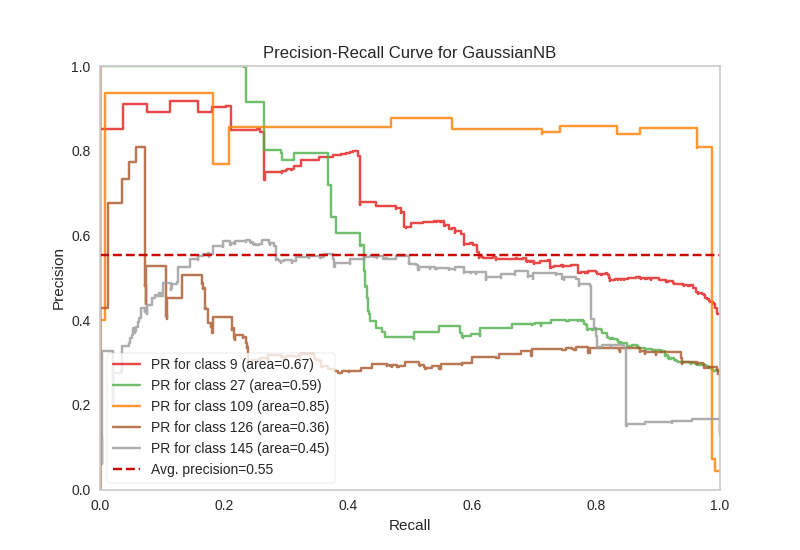 Precision-Recall Curve for GaussianNB
1.0
0.8
0.6
0.4
0.2
0.0
Precision
PR for class 9 (area=0.67)
PR for class 27 (area=0.59)
PR for class 109 (area=0.85)
PR for class 126 (area=0.36)
PR for class 145 (area=0.45)
Avg. precision=0.55
0.0 0.2 0.4 0.6 0.8 1.0
Recall